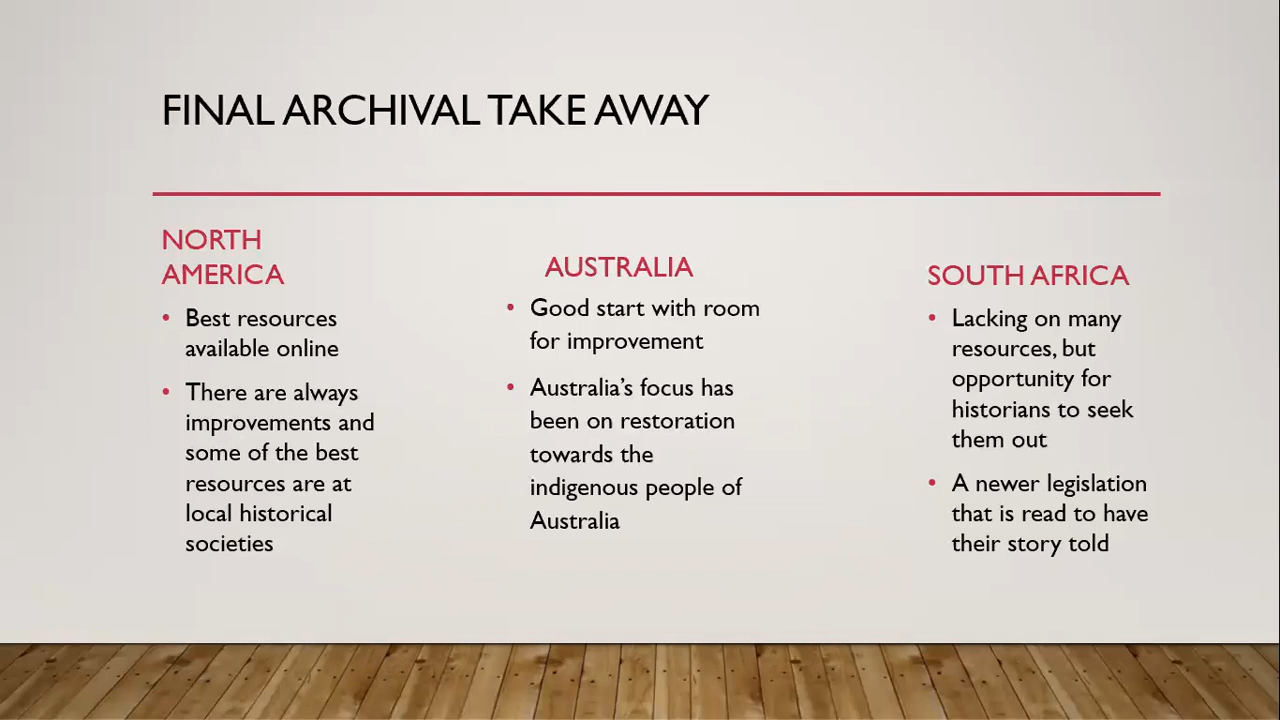 FINAL ARCHIVAL TAKE AWAY
NORTH
AMERICA
• Best resources
available online
• There are always
improvements and
some of the best
resources are at
local historical
societies
AUSTRALIA
• Good start with room
for improvement
• Australia's focus has
been on restoration
towards the
indigenous people of
Australia
SOUTH AFRICA
• Lacking on many
resources, but
opportunity for
historians to seek
them out
• A newer legislation
that is read to have
their story told